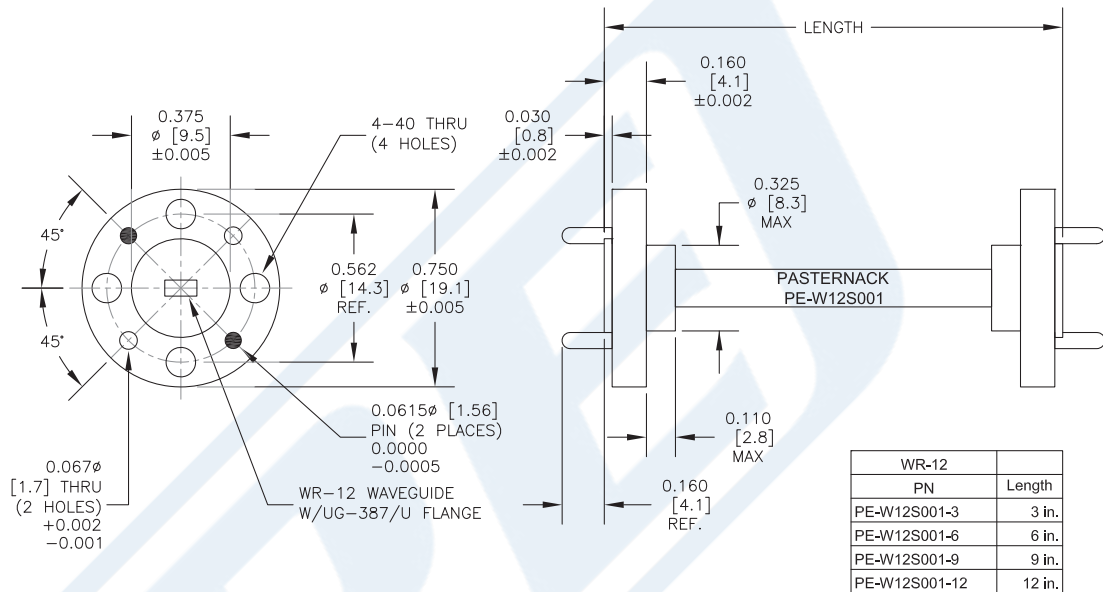 LENGTH
0.160
[4.1]
±0.002
0.030
[0.8]
±0.002
0.375
ø [9.5]
±0.005
4-40 THRU
(4 HOLES)
0.325
ø [8.3]
MAX
45°
45°
0.562
ø [14.3]
REF.
0.750
ø [19.1]
±0.005
PASTERNACK
PE-W12S001
0.0615ø [1.56]
PIN (2 PLACES)
0.0000
-0.0005
0.067ø
[1.7] THRU
(2 HOLES)
+0.002
-0.001
WR-12 WAVEGUIDE
W/UG-387/U FLANGE
0.110
[2.8]
MAX
0.160
[4.1]
REF.
WR-12
PN Length
PE-W12S001-3 3 in.
PE-W12S001-6 6 in.
PE-W12S001-9 9 in.
PE-W12S001-12 12 in.